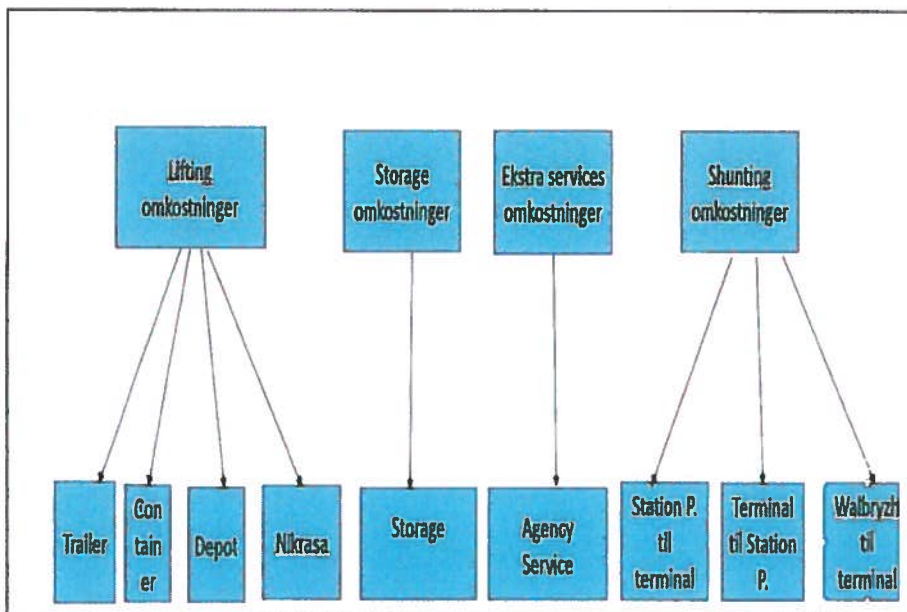 Lifting
omkostninger
Storage
omkostninger
Ekstra services
omkostninger
Shunting
omkostninger
Trailer
Con
tain
er
Depot
Nikrasa
Storage
Agency
Service
Station P.
til
terminal
Terminal
til Station
P.
Walbryzh
til
terminal